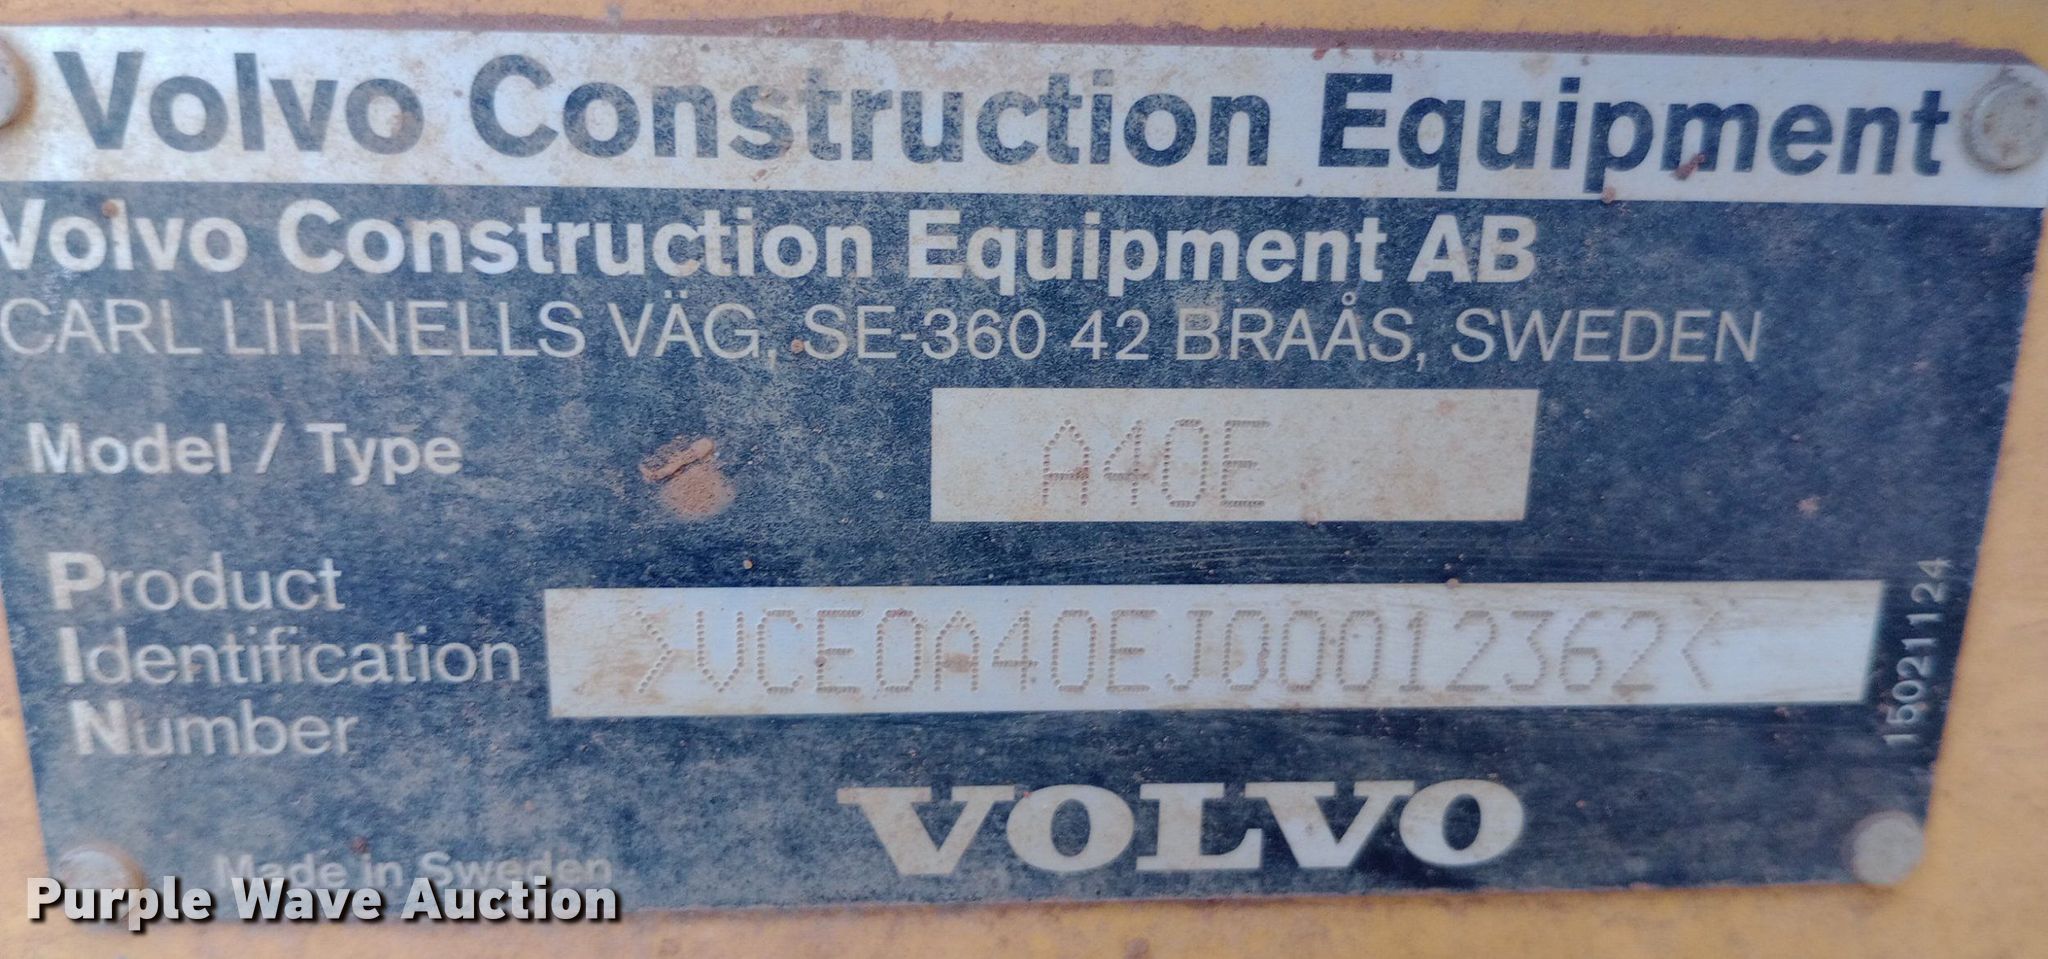 Volvo Construction Equipment
Volvo Construction Equipment AB
CARL LIHNELLS VÄG, SE-360 42 BRAÅS, SWEDEN
Model / Type
A40E
Product
Identification
Number
>VCE0A40EJ00012362<
15021124
VOLVO
Made in Sweden
Purple Wave Auction